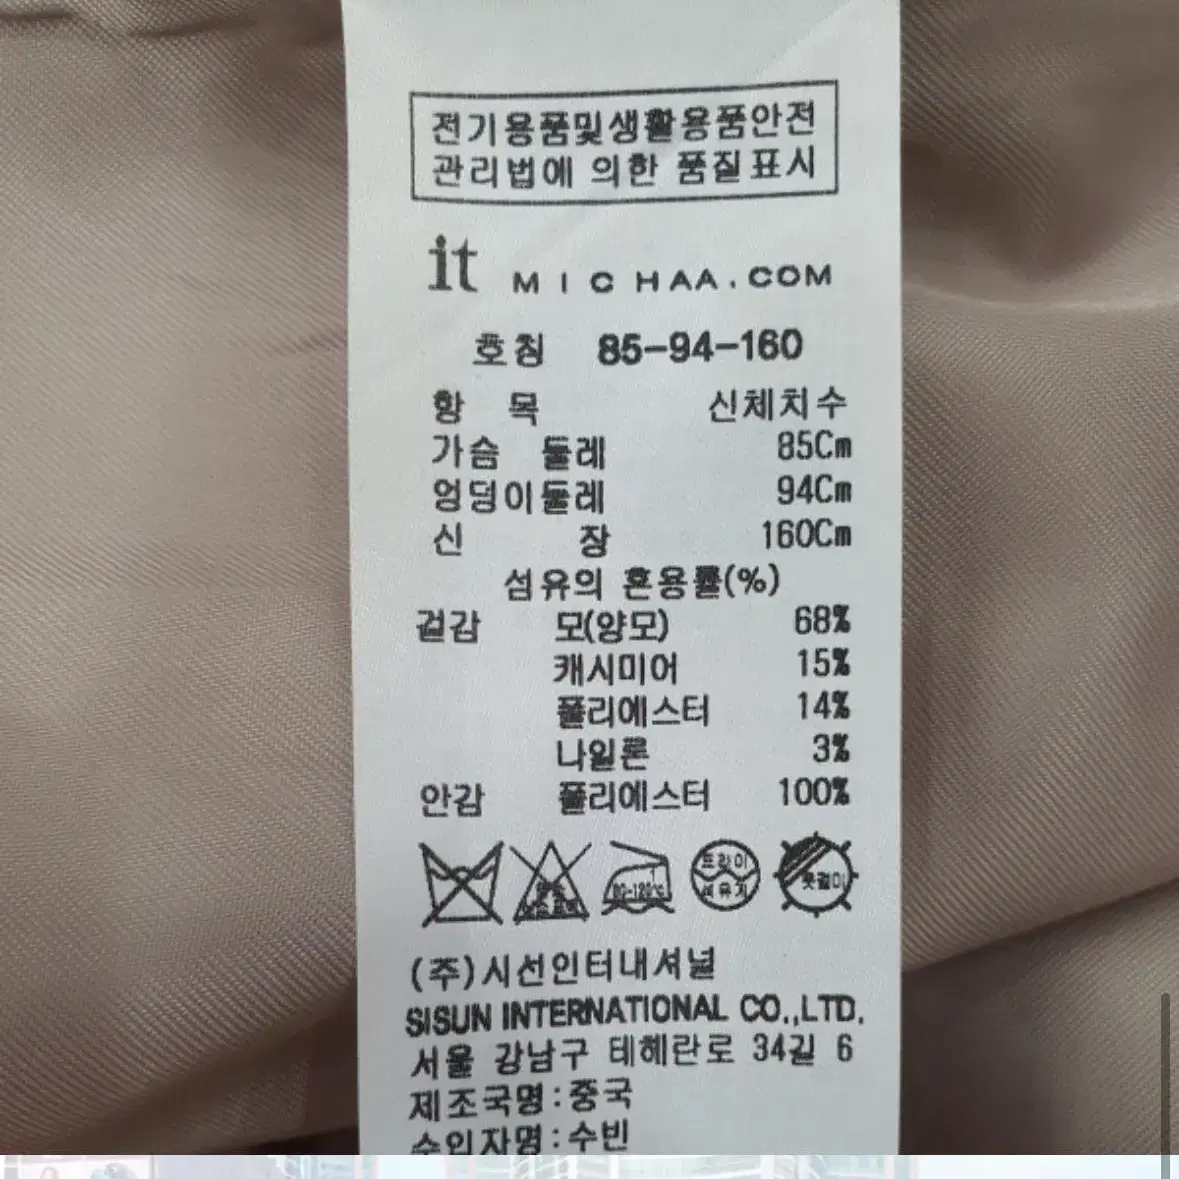 전기용품및생활용품안전
관리법에 의한 품질표시
it MICHAA.COM
호칭 85-94-160
항 목 신체치수
가슴 둘레 85Cm
엉덩이둘레 94Cm
신 장 160Cm
섬유의 혼용률(%)
겉감 모(양모) 68%
캐시미어 15%
폴리에스터 14%
나일론 3%
안감 폴리에스터 100%
80-120℃
드라이
석유계
옷걸이
(주)시선인터내셔널
SISUN INTERNATIONAL CO.,LTD.
서울 강남구 테헤란로 34길 6
제조국명:중국
수입자명:수빈